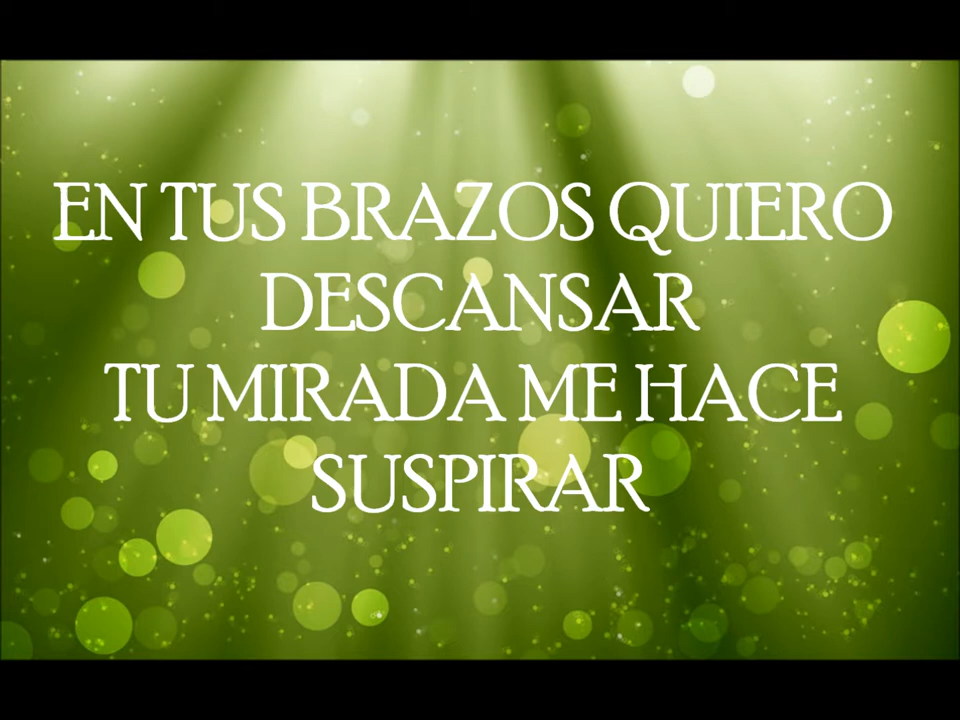 EN TUS BRAZOS QUIERO
DESCANSAR
TU MIRADA ME HACE
SUSPIRAR